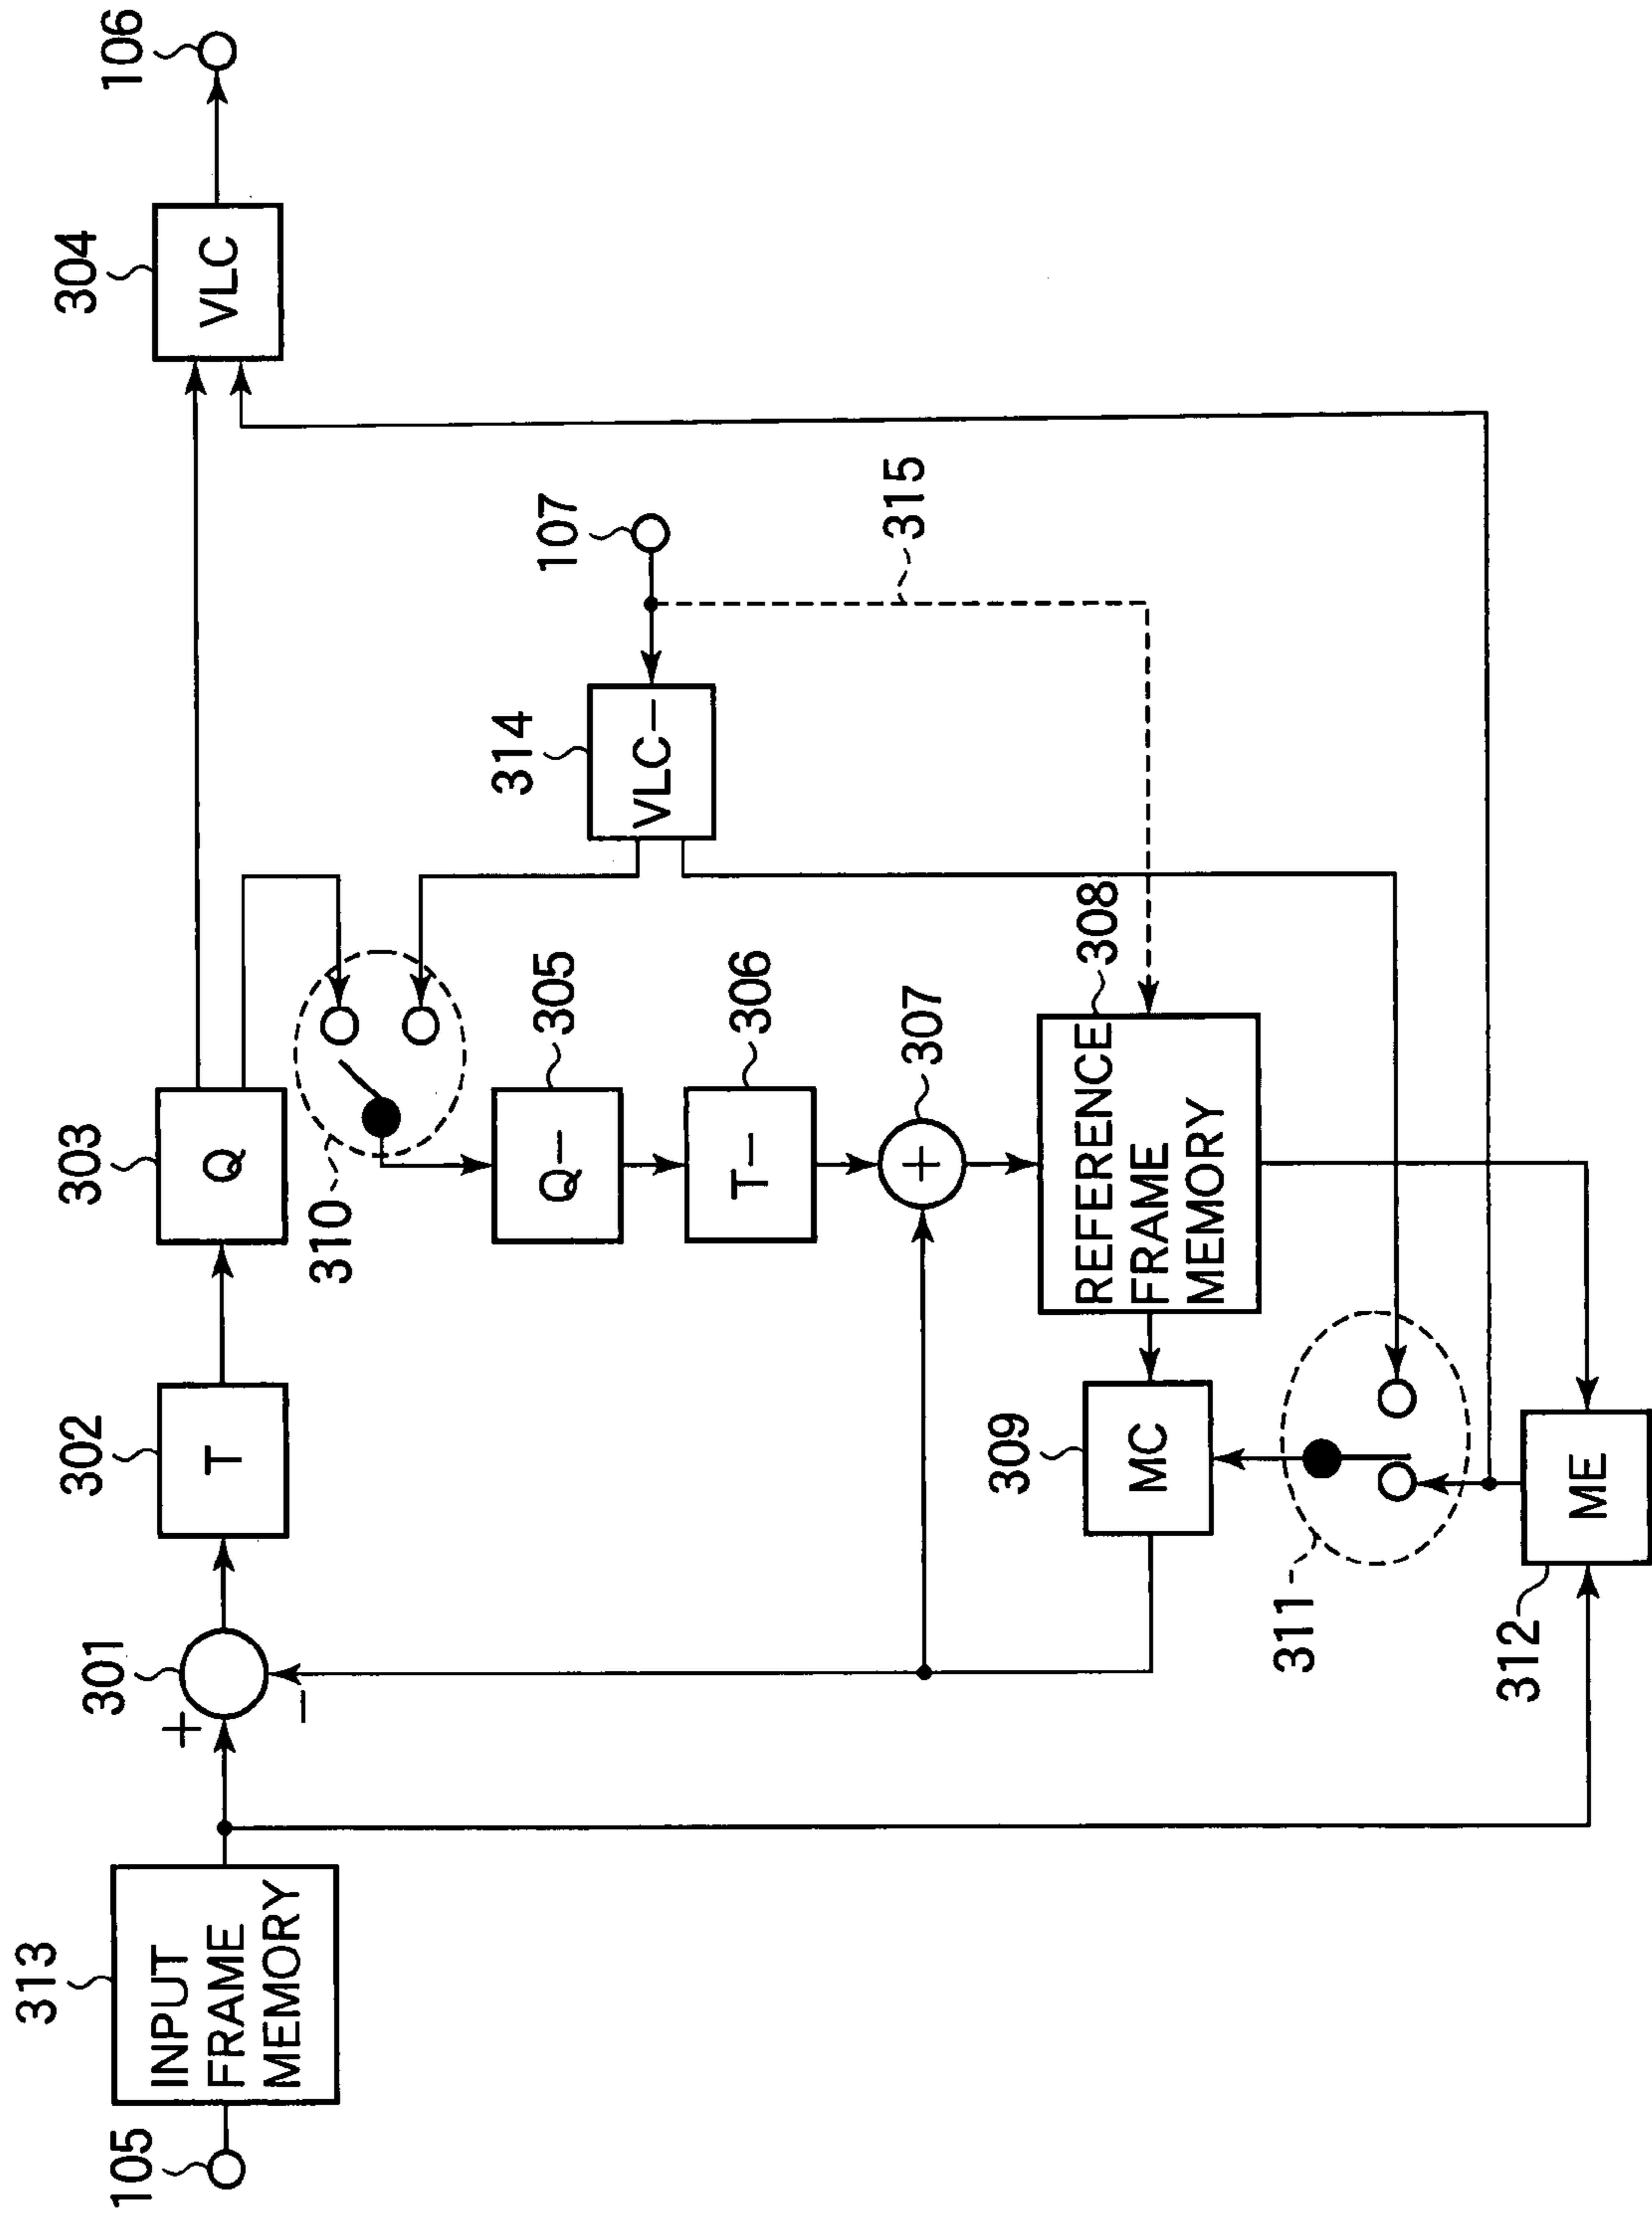 313
301
302
303
304
106
105
INPUT
FRAME
MEMORY
+
−
T
Q
VLC
310
305
Q−
306
T−
314
VLC−
107
307
+
315
308
REFERENCE
FRAME
MEMORY
309
MC
311
312
ME